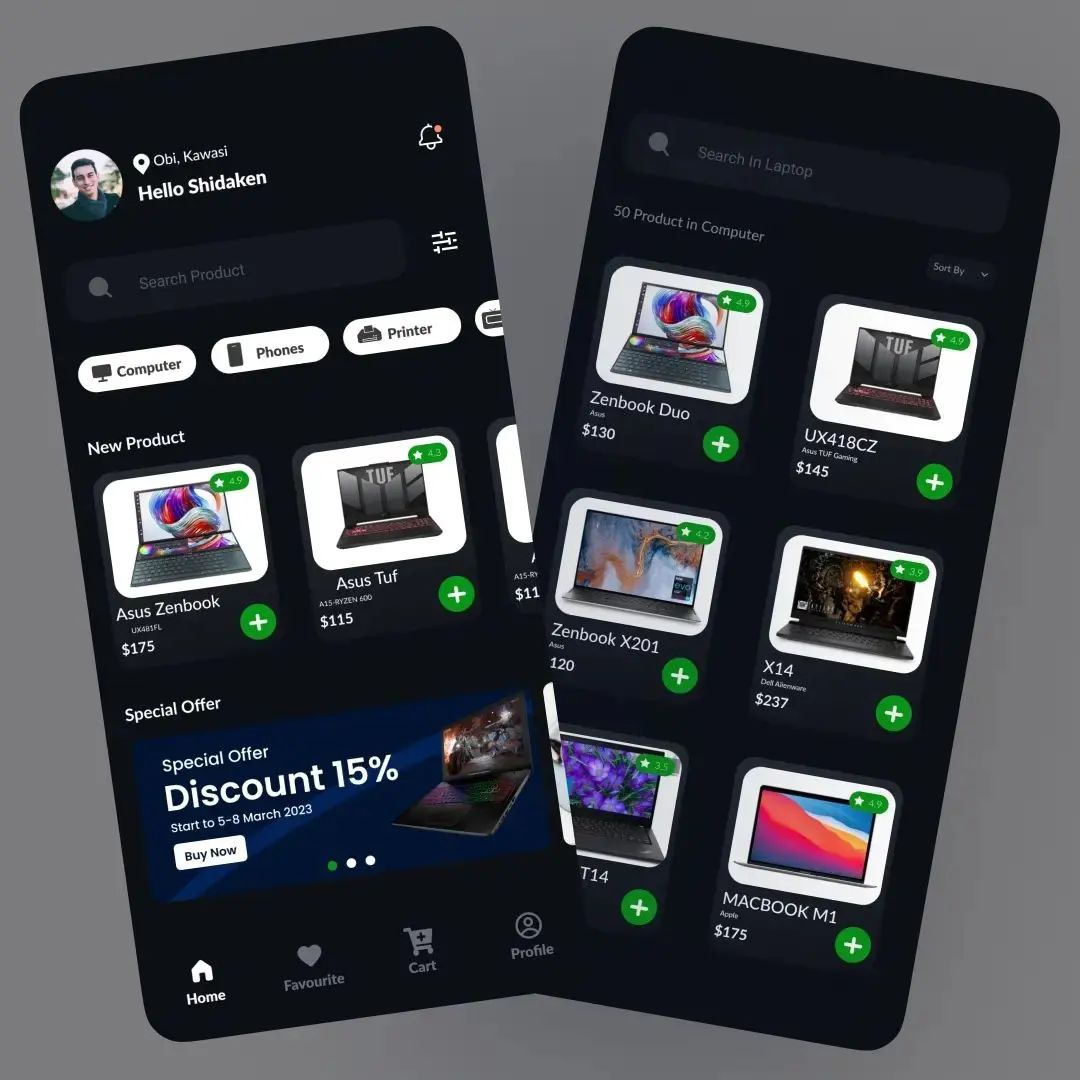 Obi, Kawasi
Hello Shidaken
Search Product
Computer
Phones
Printer
New Product
4.9
Asus Zenbook
UX481FL
$175
TUF
4.3
Asus Tuf
A15-RYZEN 600
$115
A15-RY
$11
Special Offer
Special Offer
Discount 15%
Start to 5-8 March 2023
Buy Now
Home
Favourite
Cart
Profile
Search In Laptop
50 Product in Computer
Sort By
4.9
Zenbook Duo
Asus
$130
TUF
4.9
UX418CZ
Asus TUF Gaming
$145
4.2
evo
Zenbook X201
Asus
120
3.9
ALIENWARE
X14
Dell Alienware
$237
3.5
T14
4.9
MACBOOK M1
Apple
$175